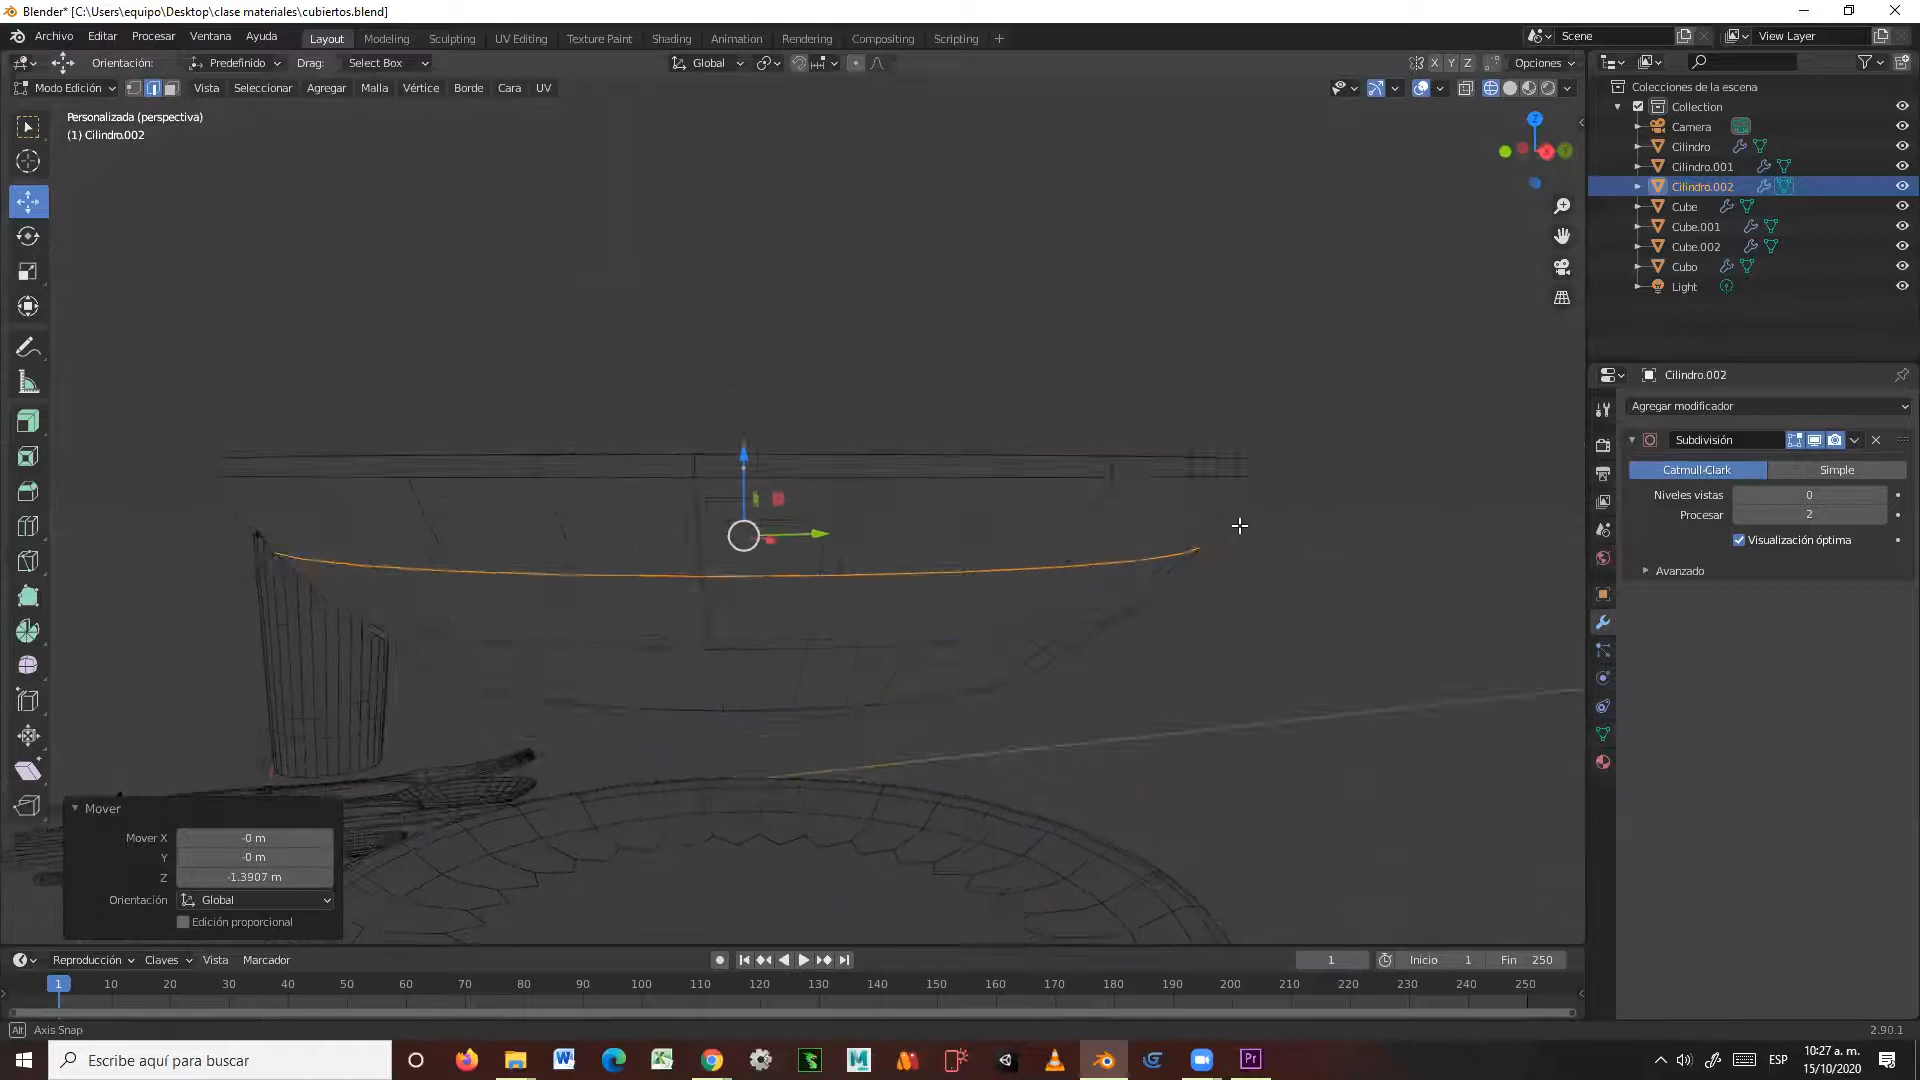 Blender* [C:\Users\equipo\Desktop\clase materiales\cubiertos.blend]
Archivo Editar Procesar Ventana Ayuda Layout Modeling Sculpting UV Editing Texture Paint Shading Animation Rendering Compositing Scripting + Scene View Layer
Orientación: Predefinido Drag: Select Box Global X Y Z Opciones
Modo Edición Vista Seleccionar Agregar Malla Vértice Borde Cara UV
Personalizada (perspectiva)
(1) Cilindro.002
Z
X
Y
Colecciones de la escena
Collection
Camera
Cilindro
Cilindro.001
Cilindro.002
Cube
Cube.001
Cube.002
Cubo
Light
Cilindro.002
Agregar modificador
Subdivisión
Catmull-Clark Simple
Niveles vistas 0
Procesar 2
Visualización óptima
Avanzado
Mover
Mover X -0 m
Y -0 m
Z -1.3907 m
Orientación Global
Edición proporcional
Reproducción Claves Vista Marcador 1 Inicio 1 Fin 250
1 10 20 30 40 50 60 70 80 90 100 110 120 130 140 150 160 170 180 190 200 210 220 230 240 250
Alt Axis Snap 2.90.1
Escribe aquí para buscar
ESP
10:27 a. m.
15/10/2020